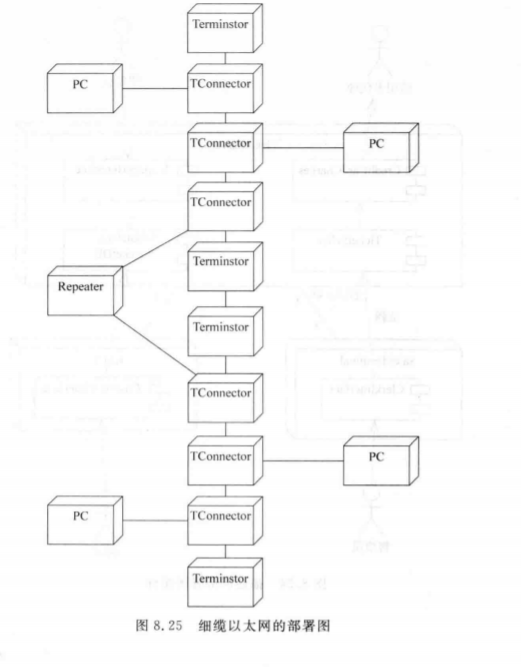 Terminstor
PC
TConnector
TConnector
PC
TConnector
Terminstor
Repeater
Terminstor
TConnector
TConnector
PC
PC
TConnector
Terminstor
图 8.25 细缆以太网的部署图